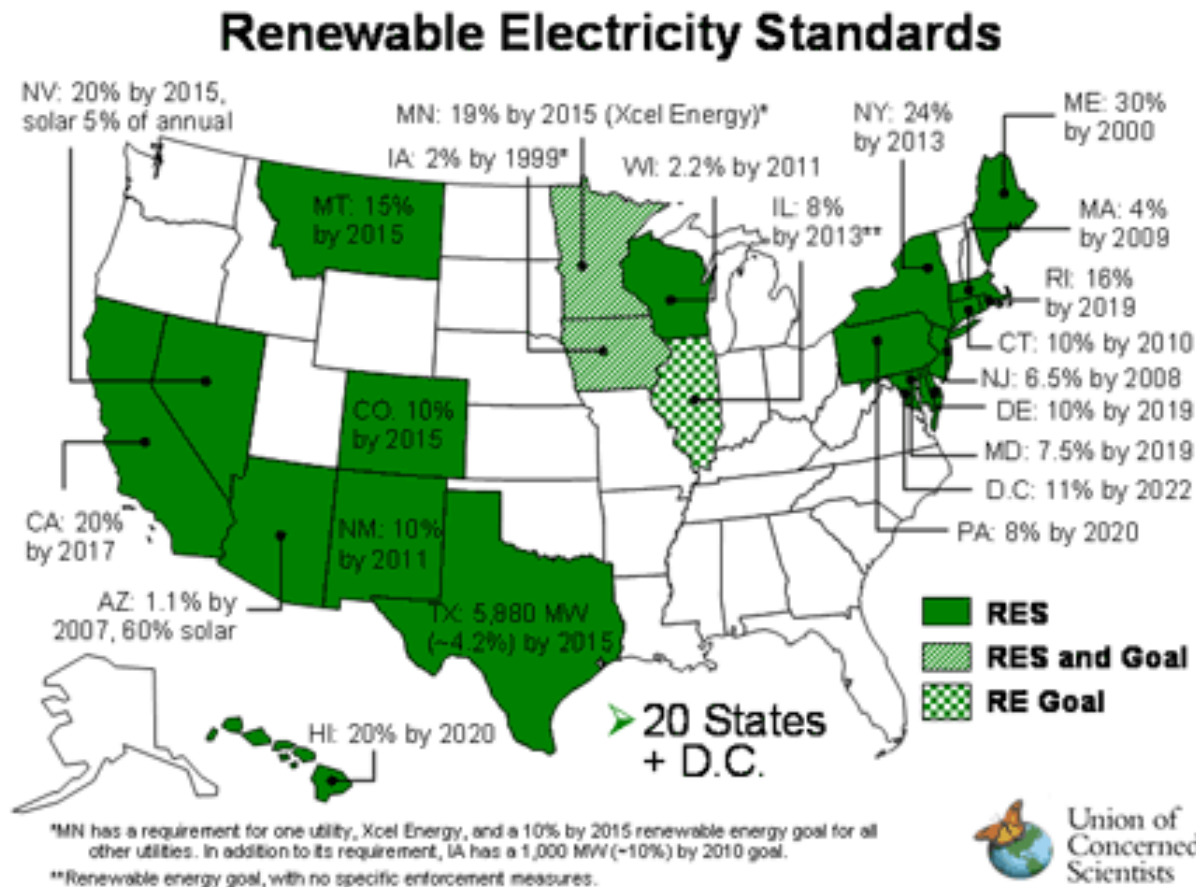 Renewable Electricity Standards
NV: 20% by 2015,
solar 5% of annual
MN: 19% by 2015 (Xcel Energy)*
IA: 2% by 1999*
WI: 2.2% by 2011
NY: 24%
by 2013
ME: 30%
by 2000
MT: 15%
by 2015
IL: 8%
by 2013**
MA: 4%
by 2009
RI: 16%
by 2019
CT: 10% by 2010
NJ: 6.5% by 2008
DE: 10% by 2019
MD: 7.5% by 2019
D.C: 11% by 2022
PA: 8% by 2020
CO: 10%
by 2015
CA: 20%
by 2017
NM: 10%
by 2011
AZ: 1.1% by
2007, 60% solar
TX: 5,880 MW
(~4.2%) by 2015
HI: 20% by 2020
RES
RES and Goal
RE Goal
20 States
+ D.C.
*MN has a requirement for one utility, Xcel Energy, and a 10% by 2015 renewable energy goal for all
other utilities. In addition to its requirement, IA has a 1,000 MW (~10%) by 2010 goal.
**Renewable energy goal, with no specific enforcement measures.
Union of
Concerned
Scientists